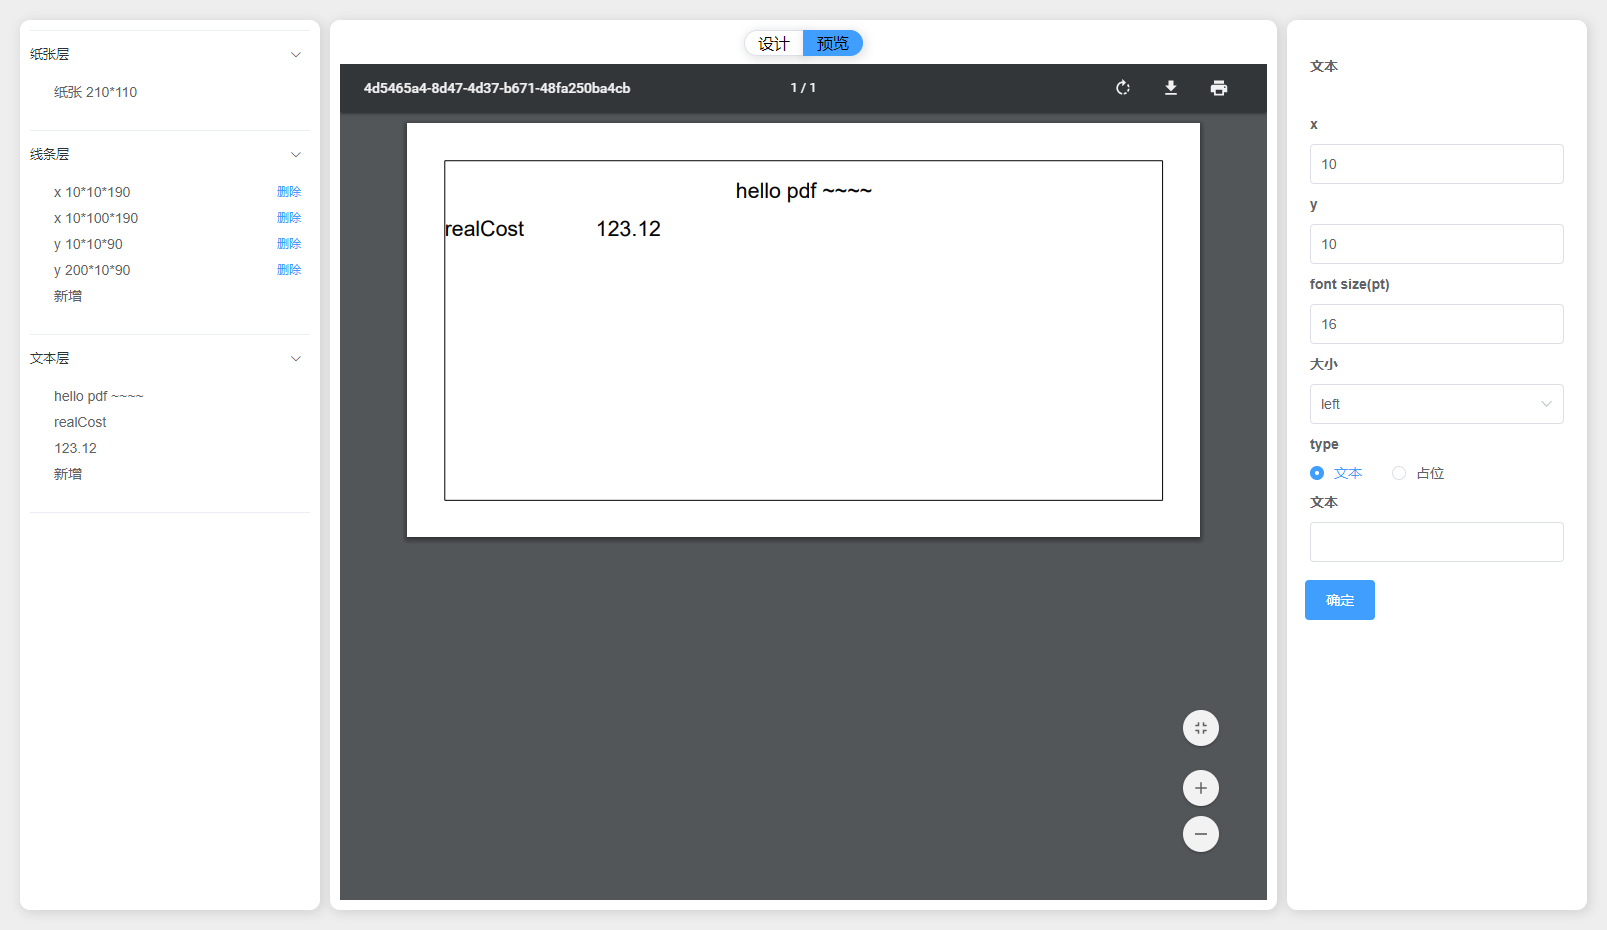 纸张层
纸张 210*110
线条层
x 10*10*190 删除
x 10*100*190 删除
y 10*10*90 删除
y 200*10*90 删除
新增
文本层
hello pdf ~~~~
realCost
123.12
新增
设计 预览
4d5465a4-8d47-4d37-b671-48fa250ba4cb 1 / 1
hello pdf ~~~~
realCost 123.12
文本
x
10
y
10
font size(pt)
16
大小
left
type
文本 占位
文本
确定